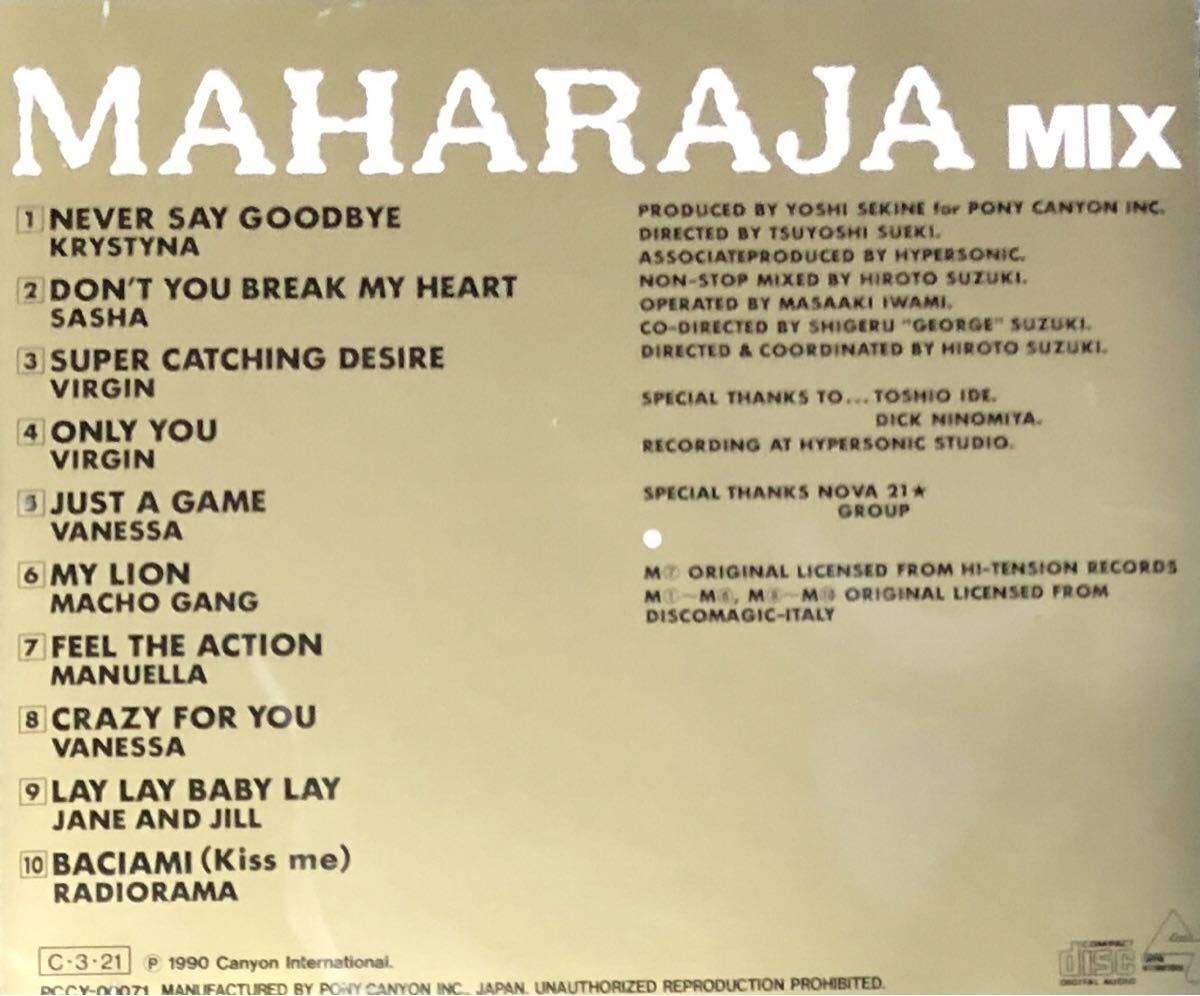 MAHARAJA MIX
1 NEVER SAY GOODBYE
KRYSTYNA
2 DON'T YOU BREAK MY HEART
SASHA
3 SUPER CATCHING DESIRE
VIRGIN
4 ONLY YOU
VIRGIN
5 JUST A GAME
VANESSA
6 MY LION
MACHO GANG
7 FEEL THE ACTION
MANUELLA
8 CRAZY FOR YOU
VANESSA
9 LAY LAY BABY LAY
JANE AND JILL
10 BACIAMI (Kiss me)
RADIORAMA
PRODUCED BY YOSHI SEKINE for PONY CANYON INC.
DIRECTED BY TSUYOSHI SUEKI.
ASSOCIATEPRODUCED BY HYPERSONIC.
NON-STOP MIXED BY HIROTO SUZUKI.
OPERATED BY MASAAKI IWAMI.
CO-DIRECTED BY SHIGERU "GEORGE" SUZUKI.
DIRECTED & COORDINATED BY HIROTO SUZUKI.
SPECIAL THANKS TO... TOSHIO IDE.
DICK NINOMIYA.
RECORDING AT HYPERSONIC STUDIO.
SPECIAL THANKS NOVA 21★
GROUP
M⑦ ORIGINAL LICENSED FROM HI-TENSION RECORDS
M①~M⑥, M⑧~M⑩ ORIGINAL LICENSED FROM
DISCOMAGIC-ITALY
C·3·21 ℗ 1990 Canyon International.
PCCY-00071 MANUFACTURED BY PONY CANYON INC., JAPAN. UNAUTHORIZED REPRODUCTION PROHIBITED.
COMPACT
disc
DIGITAL AUDIO